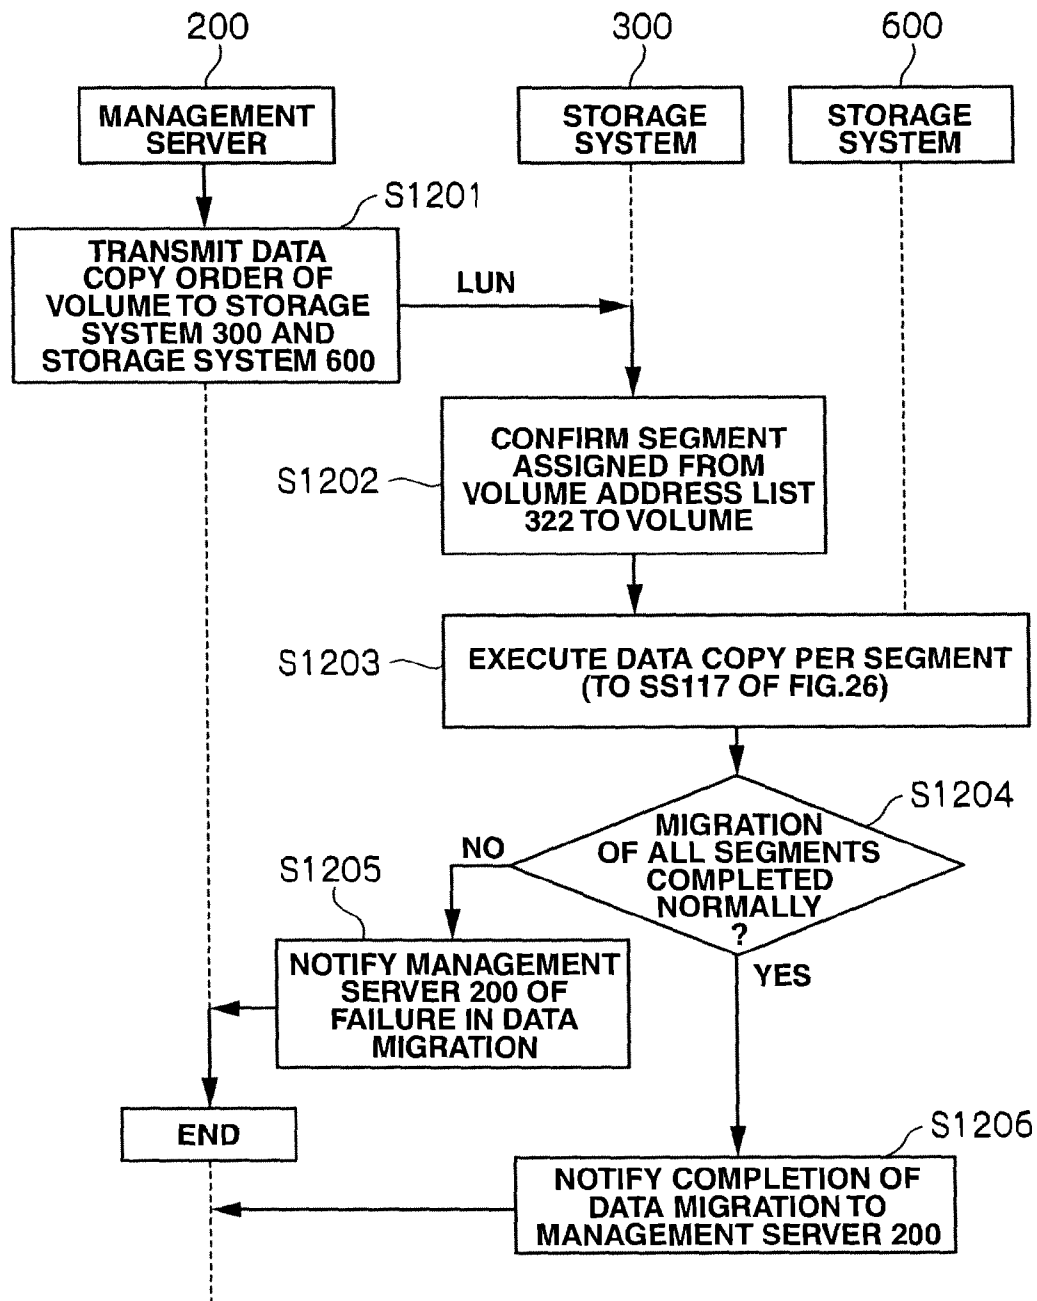 200
300
600
MANAGEMENT
SERVER
STORAGE
SYSTEM
STORAGE
SYSTEM
S1201
TRANSMIT DATA
COPY ORDER OF
VOLUME TO STORAGE
SYSTEM 300 AND
STORAGE SYSTEM 600
LUN
S1202
CONFIRM SEGMENT
ASSIGNED FROM
VOLUME ADDRESS LIST
322 TO VOLUME
S1203
EXECUTE DATA COPY PER SEGMENT
(TO SS117 OF FIG.26)
S1204
MIGRATION
OF ALL SEGMENTS
COMPLETED
NORMALLY
?
NO
YES
S1205
NOTIFY MANAGEMENT
SERVER 200 OF
FAILURE IN DATA
MIGRATION
END
S1206
NOTIFY COMPLETION OF
DATA MIGRATION TO
MANAGEMENT SERVER 200